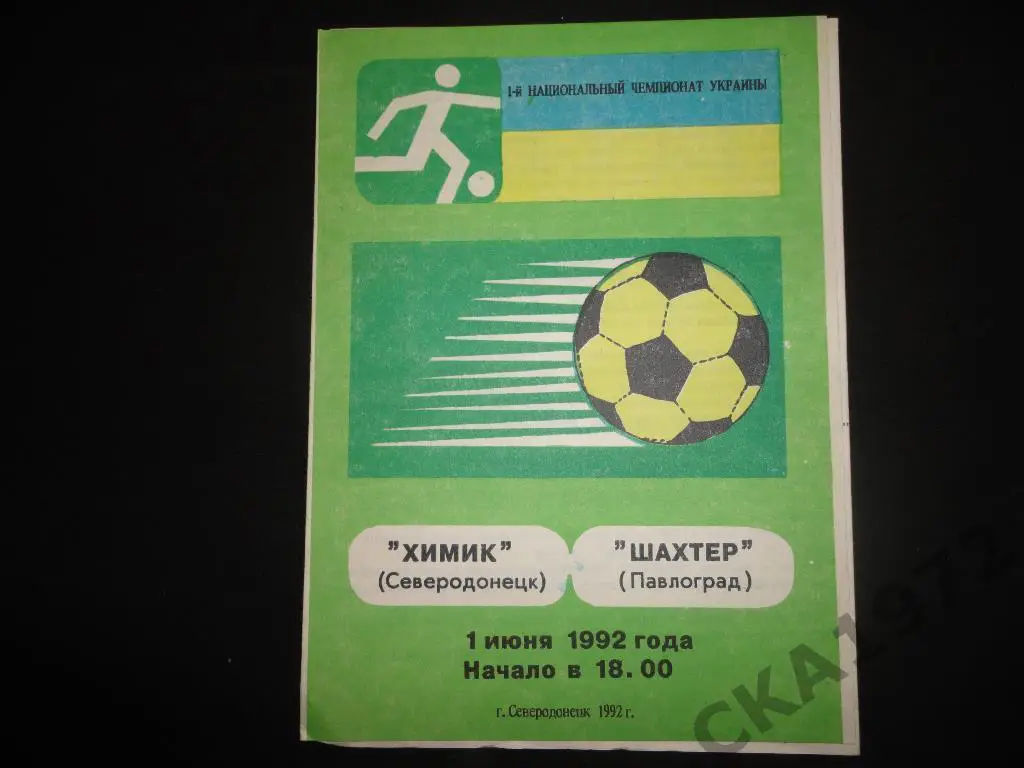 1-й НАЦИОНАЛЬНЫЙ ЧЕМПИОНАТ УКРАИНЫ
"ХИМИК"
(Северодонецк)
"ШАХТЕР"
(Павлоград)
1 июня 1992 года
Начало в 18.00
г. Северодонецк 1992 г.
СКА1972